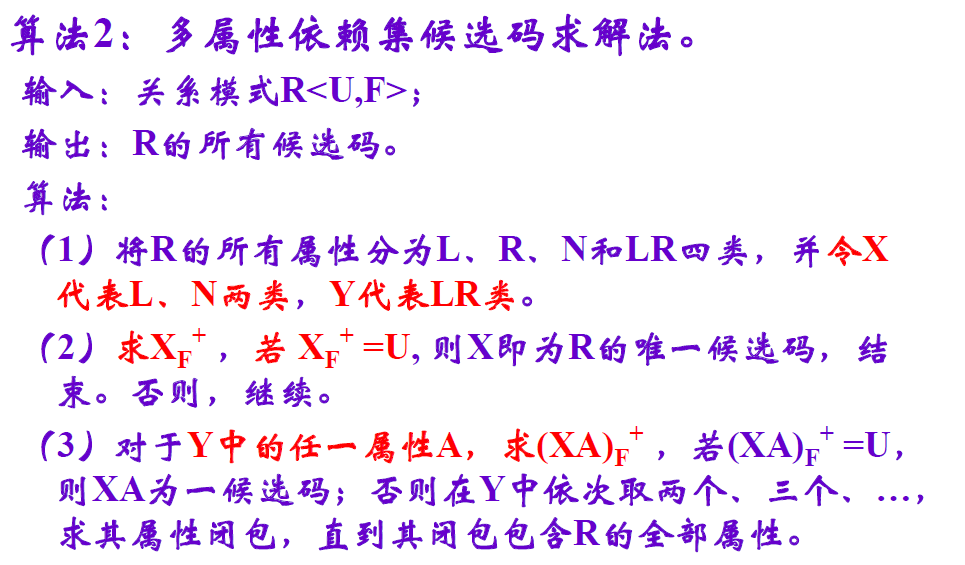 算法2：多属性依赖集候选码求解法。
输入：关系模式R<U,F>；
输出：R的所有候选码。
算法：
（1）将R的所有属性分为L、R、N和LR四类，并令X
代表L、N两类，Y代表LR类。
（2）求X_F^+ ，若 X_F^+ =U, 则X即为R的唯一候选码，结
束。否则，继续。
（3）对于Y中的任一属性A，求(XA)_F^+ ，若(XA)_F^+ =U，
则XA为一候选码；否则在Y中依次取两个、三个、…，
求其属性闭包，直到其闭包包含R的全部属性。